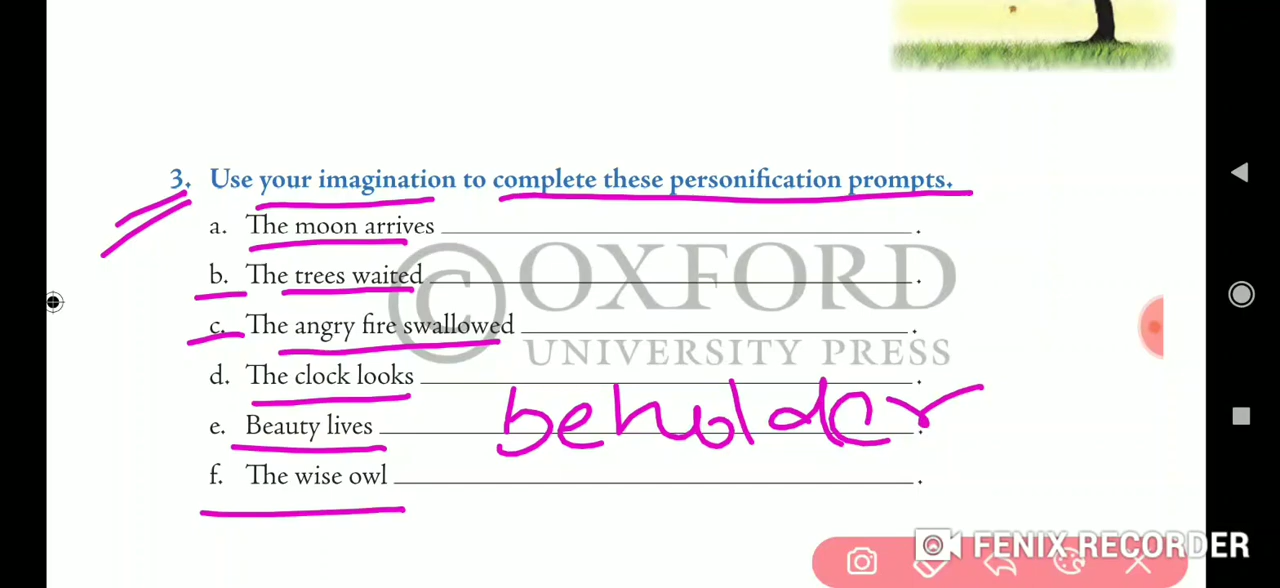 3. Use your imagination to complete these personification prompts.
a. The moon arrives .
b. The trees waited .
c. The angry fire swallowed .
d. The clock looks .
e. Beauty lives beholder .
f. The wise owl .
© OXFORD
UNIVERSITY PRESS
FENIX RECORDER